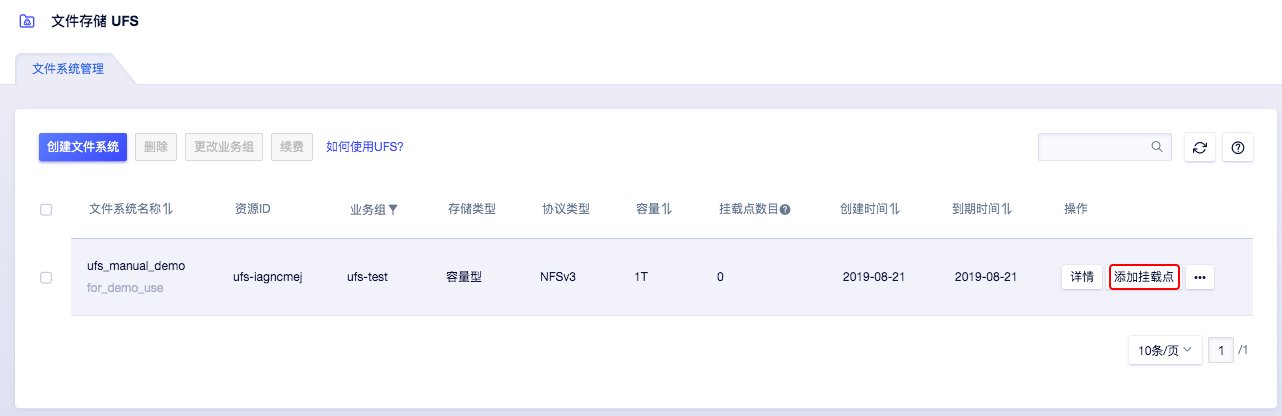 文件存储 UFS
文件系统管理
创建文件系统 删除 更改业务组 续费 如何使用UFS?
文件系统名称 资源ID 业务组 存储类型 协议类型 容量 挂载点数目 创建时间 到期时间 操作
ufs_manual_demo ufs-iagncmej ufs-test 容量型 NFSv3 1T 0 2019-08-21 2019-08-21 详情 添加挂载点 •••
for_demo_use
10条/页 1 /1